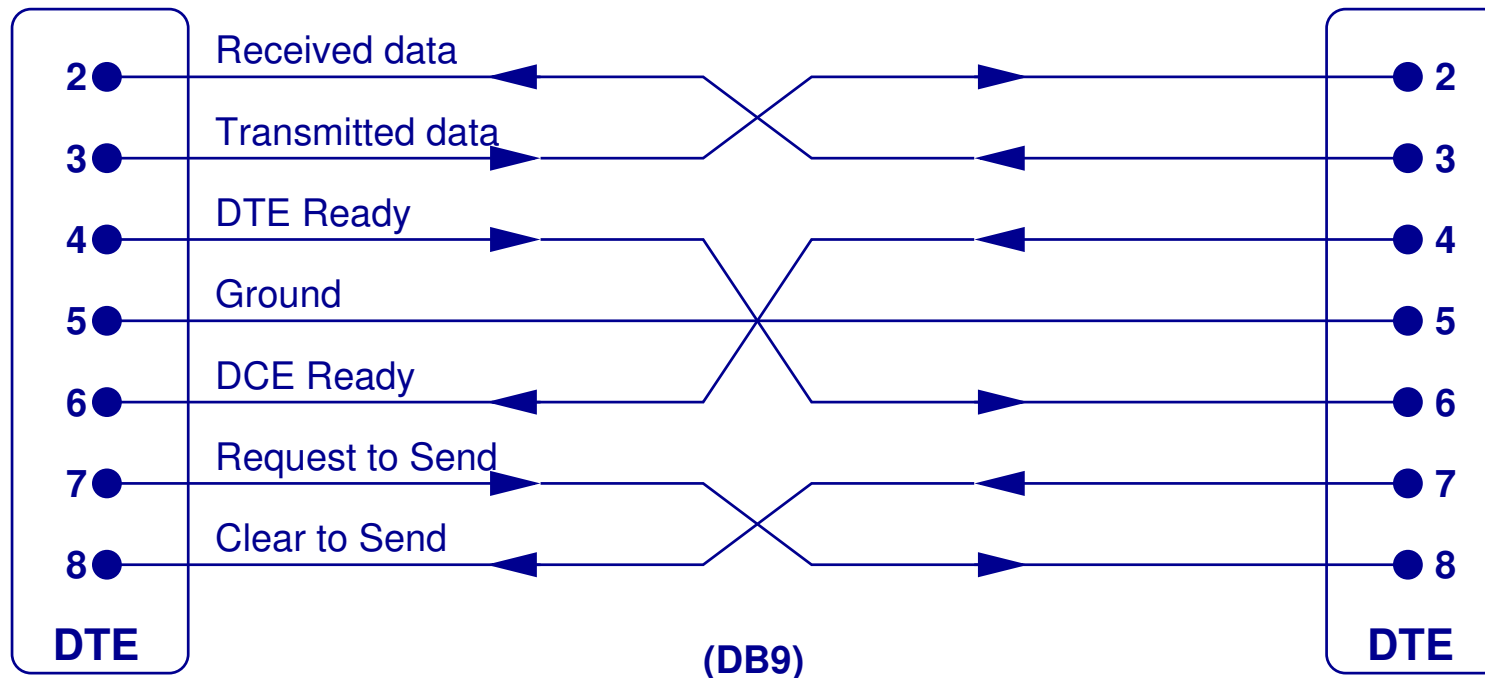 2 Received data 2
3 Transmitted data 3
4 DTE Ready 4
5 Ground 5
6 DCE Ready 6
7 Request to Send 7
8 Clear to Send 8
DTE (DB9) DTE